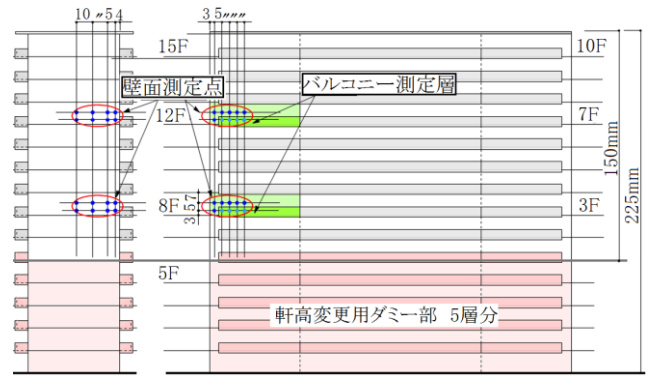 10 〃 5 4
3 5 〃 〃 〃
15F
10F
壁面測定点
バルコニー測定層
12F
7F
150mm
225mm
8F
3 5 7
3F
5F
軒高変更用ダミー部 5層分